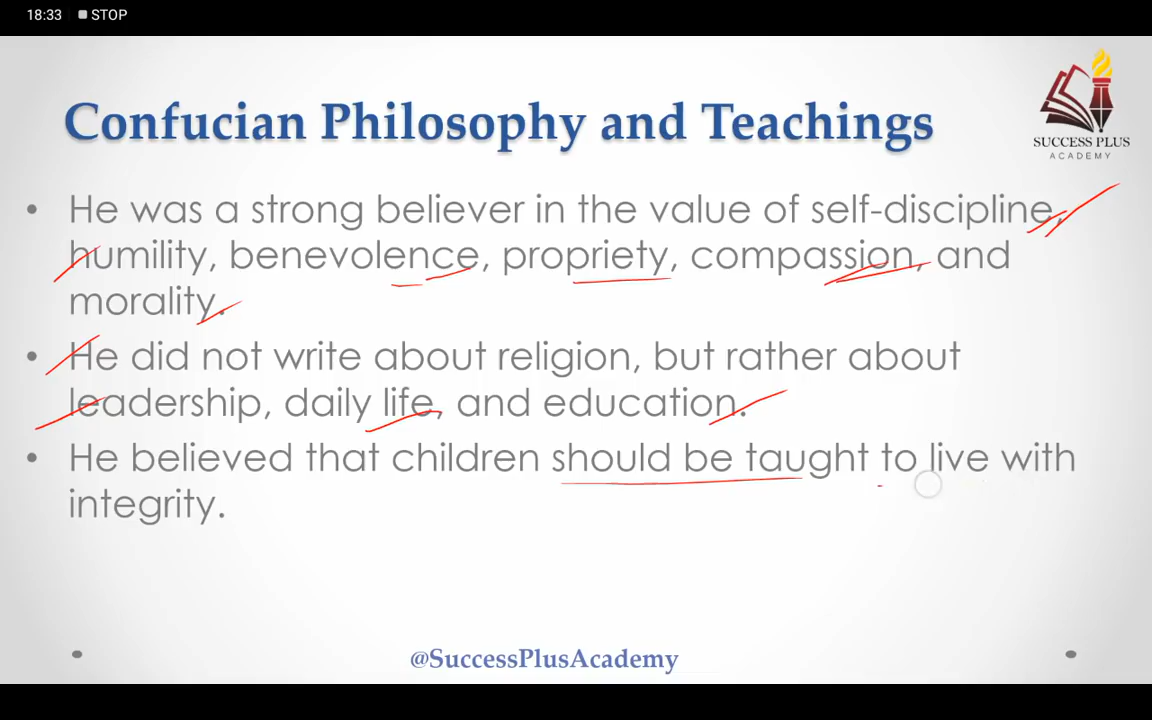 18:33 STOP
Confucian Philosophy and Teachings
SUCCESS PLUS
ACADEMY
• He was a strong believer in the value of self-discipline,
humility, benevolence, propriety, compassion, and
morality.
• He did not write about religion, but rather about
leadership, daily life, and education.
• He believed that children should be taught to live with
integrity.
@SuccessPlusAcademy